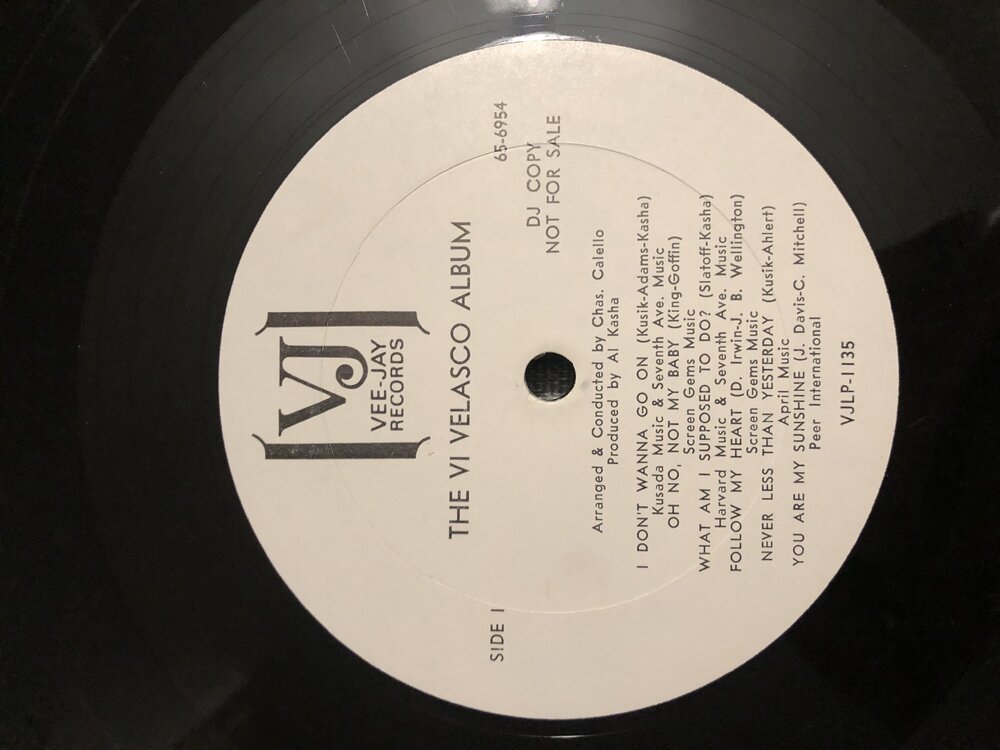 VJ
VEE-JAY
RECORDS
THE VI VELASCO ALBUM
SIDE 1
65-6954
DJ COPY
NOT FOR SALE
Arranged & Conducted by Chas. Calello
Produced by Al Kasha
I DON'T WANNA GO ON (Kusik-Adams-Kasha)
Kusada Music & Seventh Ave. Music
OH NO, NOT MY BABY (King-Goffin)
Screen Gems Music
WHAT AM I SUPPOSED TO DO? (Slatoff-Kasha)
Harvard Music & Seventh Ave. Music
FOLLOW MY HEART (D. Irwin-J. B. Wellington)
Screen Gems Music
NEVER LESS THAN YESTERDAY (Kusik-Ahlert)
April Music
YOU ARE MY SUNSHINE (J. Davis-C. Mitchell)
Peer International
VJLP-1135